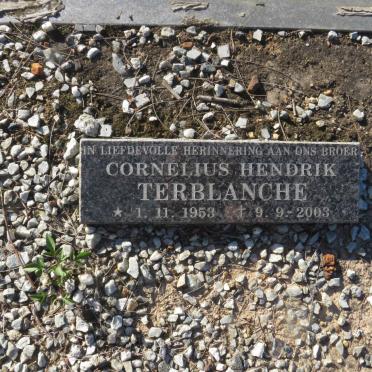 IN LIEFDEVOLLE HERINNERING AAN ONS BROER
CORNELIUS HENDRIK
TERBLANCHE
★ 1. 11. 1953 ✝ 9. 9.-2003